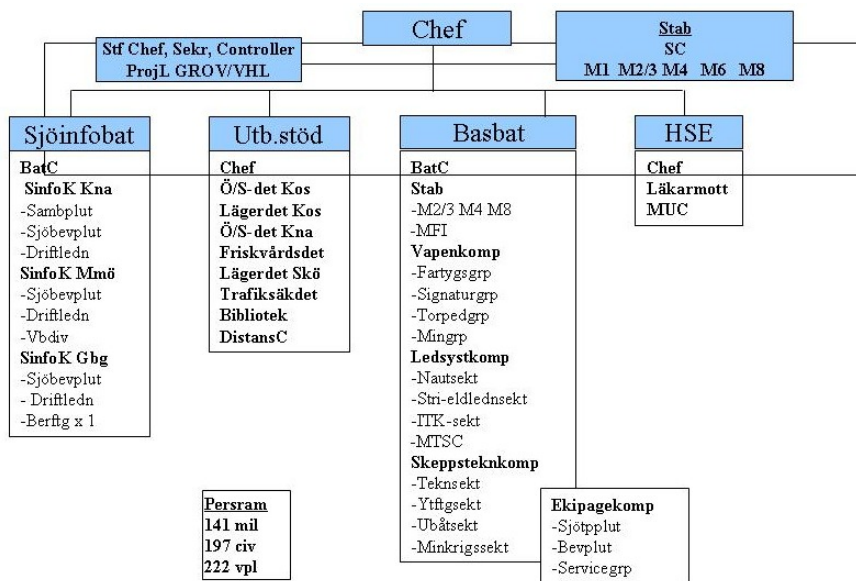 Chef
Stf Chef, Sekr, Controller
ProjL GROV/VHL
Stab
SC
M1 M2/3 M4 M6 M8
Sjöinfobat
BatC
SinfoK Kna
-Sambplut
-Sjöbevplut
-Driftledn
SinfoK Mmö
-Sjöbevplut
-Driftledn
-Vbdiv
SinfoK Gbg
-Sjöbevplut
- Driftledn
-Berftg x 1
Utb.stöd
Chef
Ö/S-det Kos
Lägerdet Kos
Ö/S-det Kna
Friskvårdsdet
Lägerdet Skö
Trafiksäkdet
Bibliotek
DistansC
Basbat
BatC
Stab
-M2/3 M4 M8
-MFI
Vapenkomp
-Fartygsgrp
-Signaturgrp
-Torpedgrp
-Mingrp
Ledsystkomp
-Nautsekt
-Stri-eldlednsekt
-ITK-sekt
-MTSC
Skeppsteknkomp
-Teknsekt
-Ytftgsekt
-Ubåtsekt
-Minkrigssekt
HSE
Chef
Läkarmott
MUC
Persram
141 mil
197 civ
222 vpl
Ekipagekomp
-Sjötpplut
-Bevplut
-Servicegrp